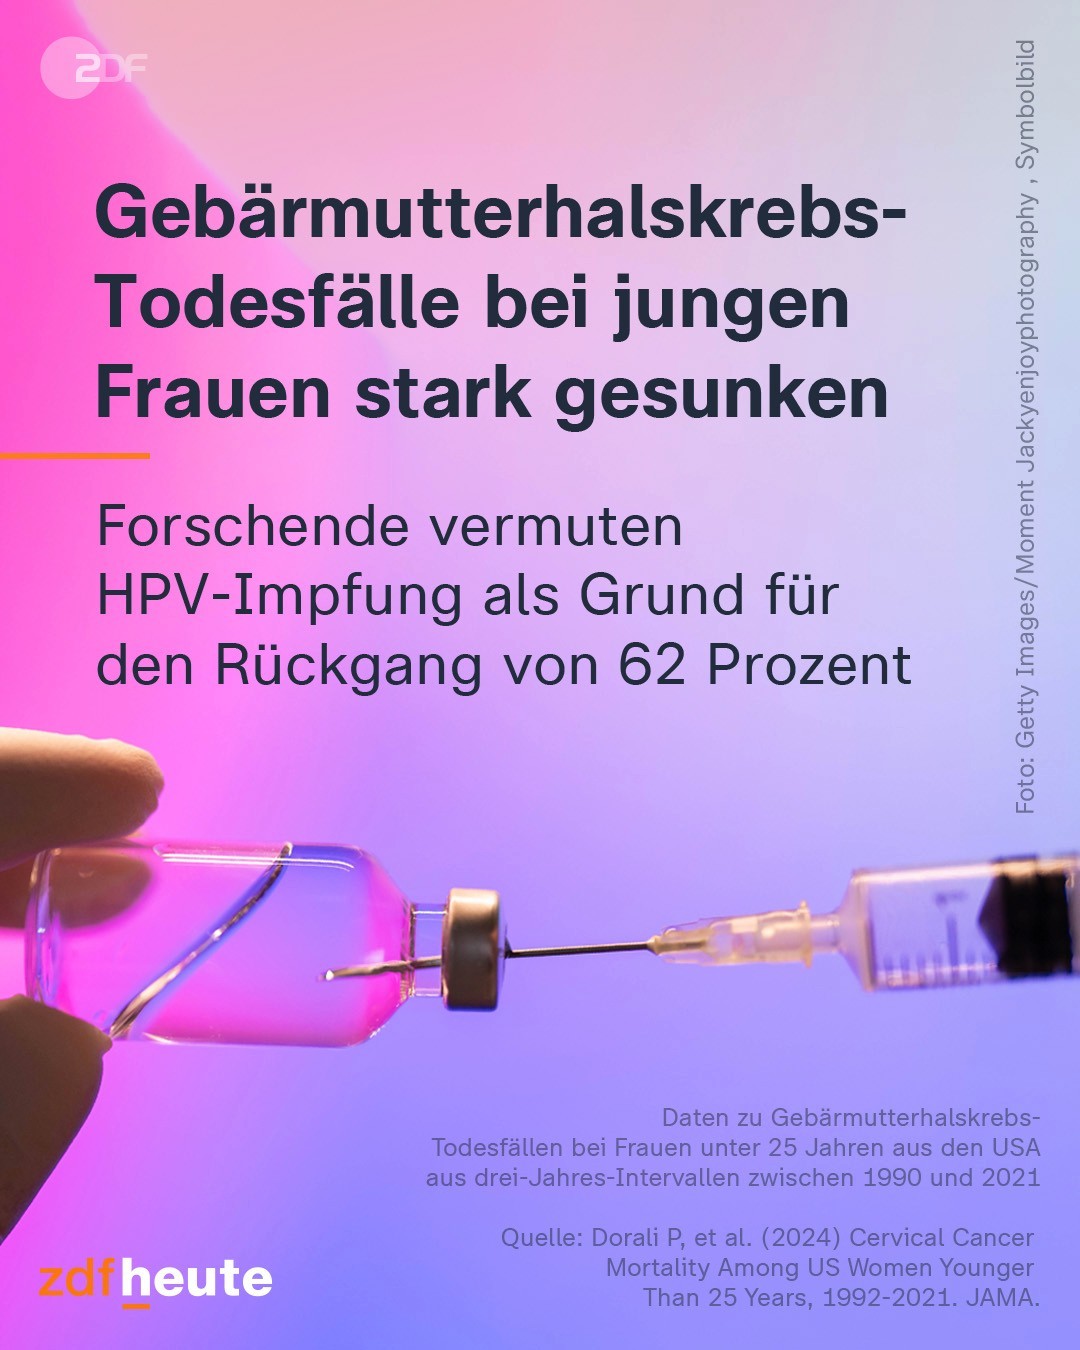 ZDF
Gebärmutterhalskrebs-
Todesfälle bei jungen
Frauen stark gesunken
Forschende vermuten
HPV-Impfung als Grund für
den Rückgang von 62 Prozent
Foto: Getty Images/Moment Jackyenjoyphotography , Symbolbild
Daten zu Gebärmutterhalskrebs-
Todesfällen bei Frauen unter 25 Jahren aus den USA
aus drei-Jahres-Intervallen zwischen 1990 und 2021
Quelle: Dorali P, et al. (2024) Cervical Cancer
Mortality Among US Women Younger
Than 25 Years, 1992-2021. JAMA.
zdfheute